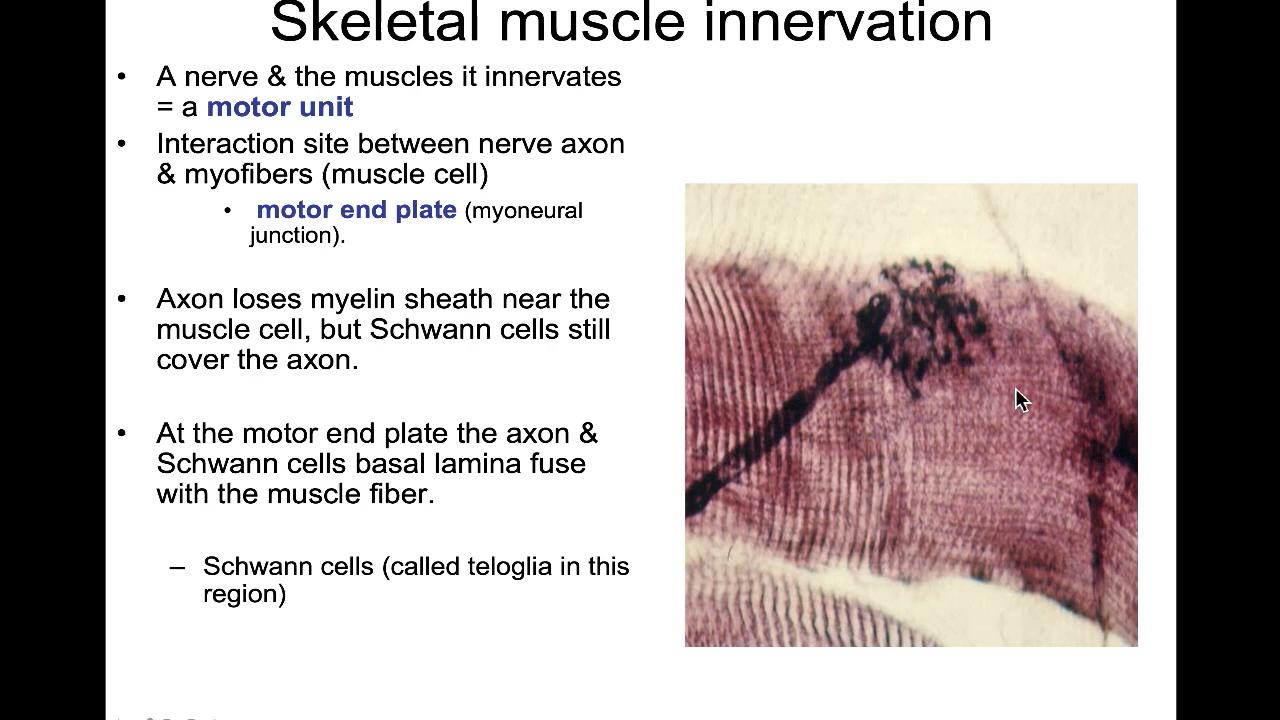 Skeletal muscle innervation
• A nerve & the muscles it innervates
= a motor unit
• Interaction site between nerve axon
& myofibers (muscle cell)
• motor end plate (myoneural
junction).
• Axon loses myelin sheath near the
muscle cell, but Schwann cells still
cover the axon.
• At the motor end plate the axon &
Schwann cells basal lamina fuse
with the muscle fiber.
– Schwann cells (called teloglia in this
region)